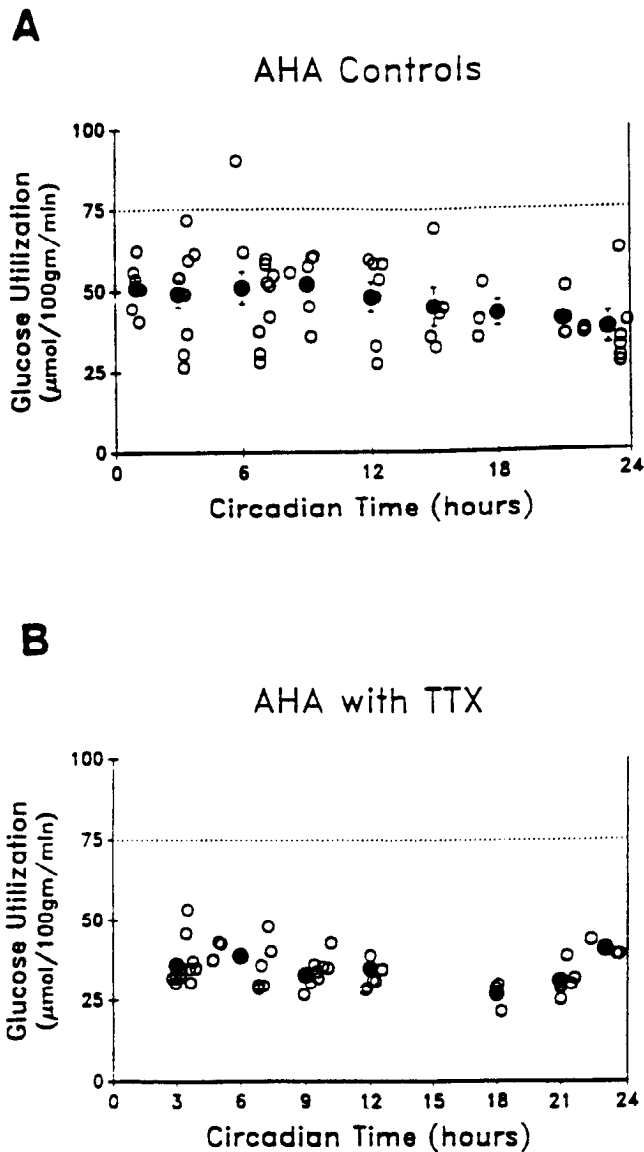 A
AHA Controls
Glucose Utilization
(μmol/100gm/min)
100
75
50
25
0
0 6 12 18 24
Circadian Time (hours)
B
AHA with TTX
Glucose Utilization
(μmol/100gm/min)
100
75
50
25
0
0 3 6 9 12 15 18 21 24
Circadian Time (hours)